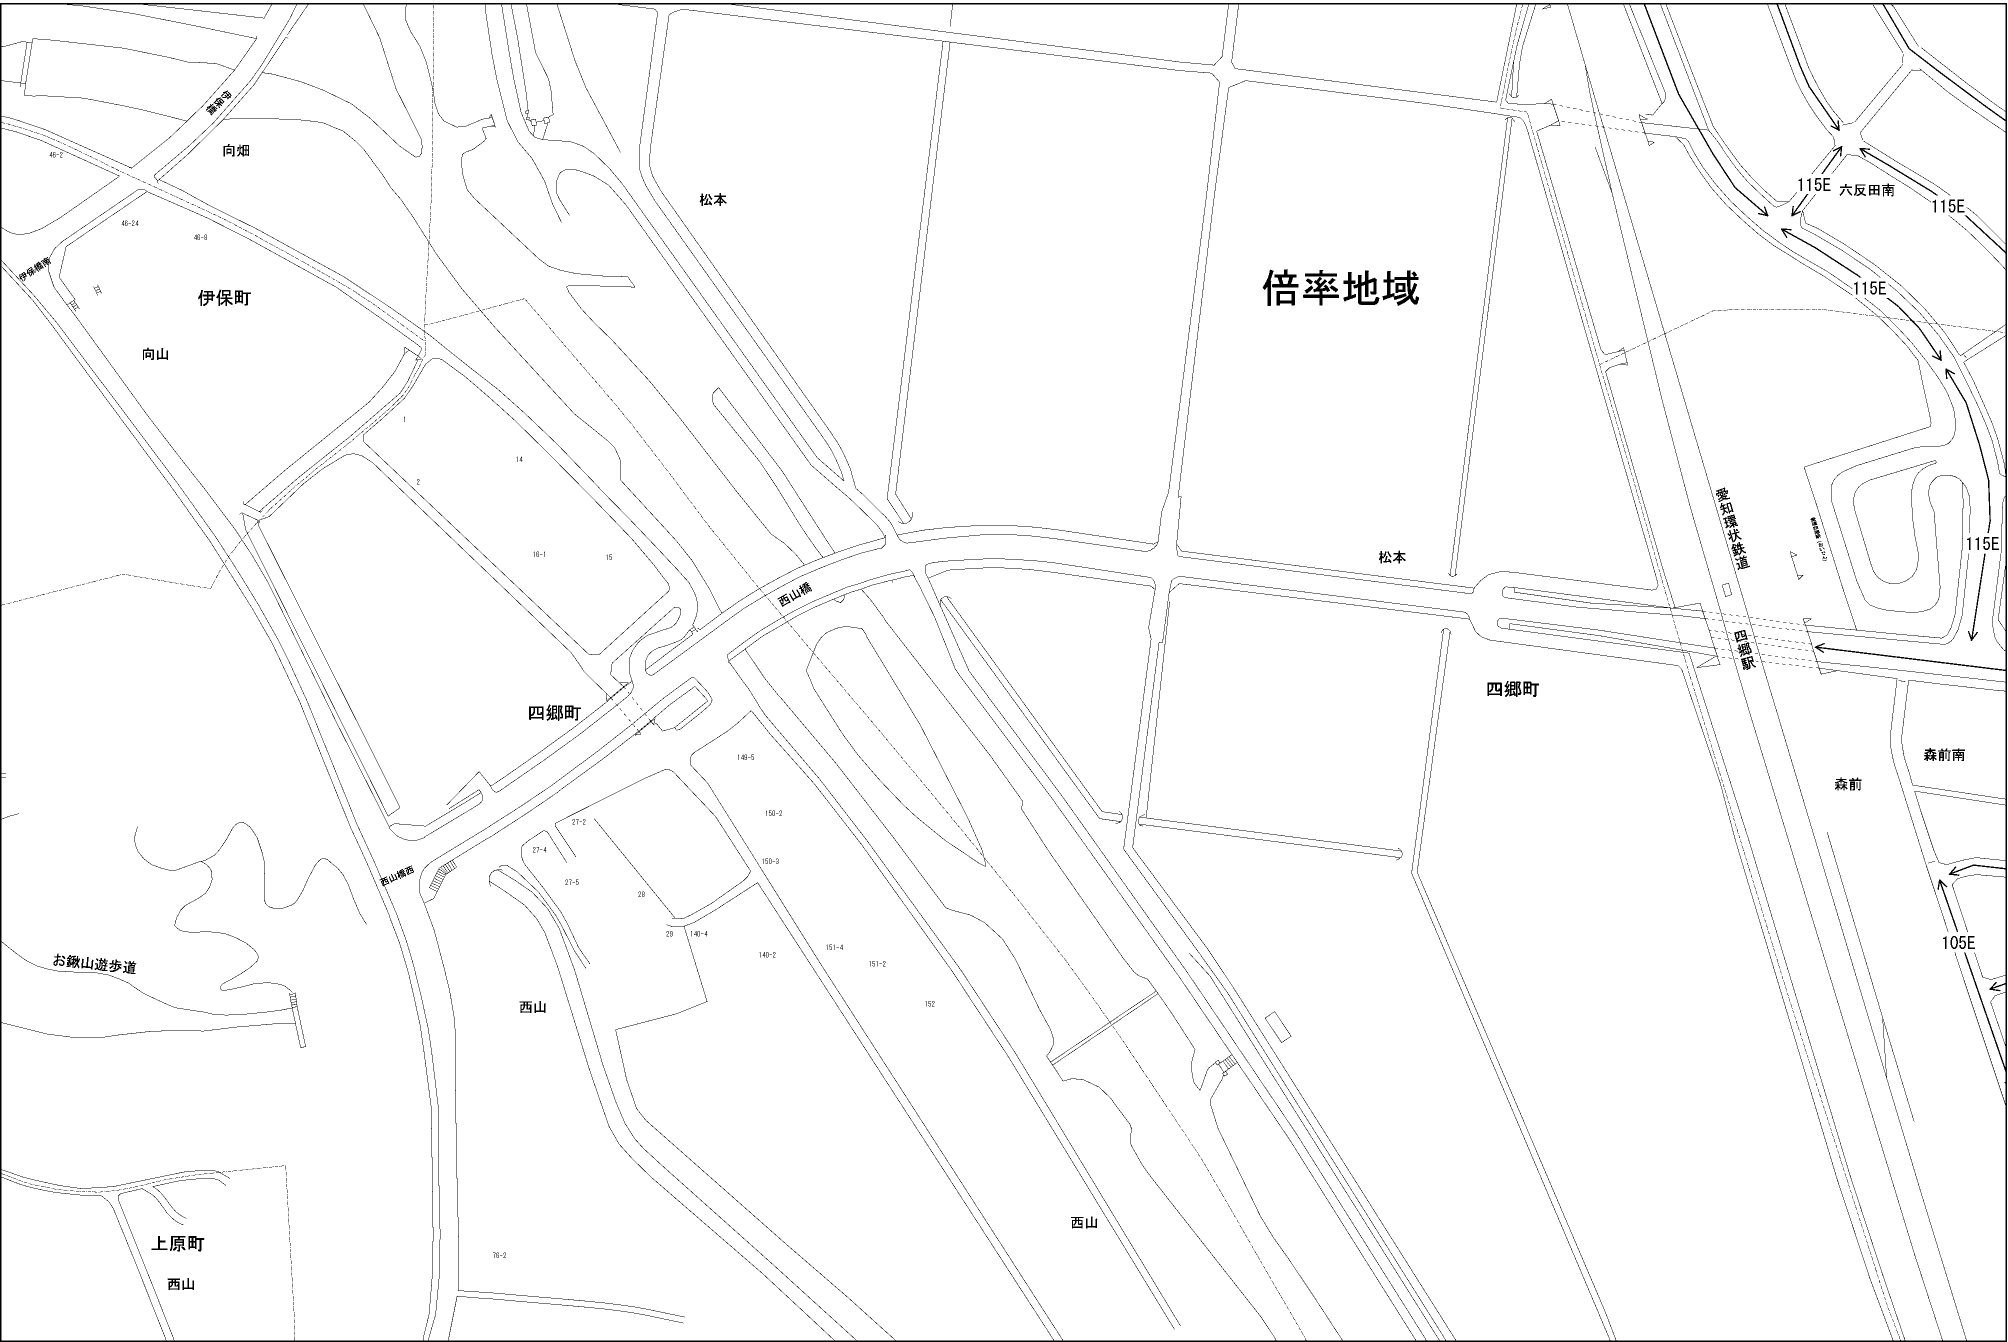 伊保橋
46-2
向畑
115E
六反田南
松本
115E
46-24
46-8
伊保橋南
倍率地域
115E
伊保町
向山
1
14
2
愛知環状鉄道
16-1
15
松本
115E
西山橋
四郷駅
四郷町
四郷町
149-5
森前南
森前
150-2
27-2
27-4
150-3
西山橋西
27-5
28
29
140-4
105E
151-4
140-2
151-2
お鍬山遊歩道
西山
152
西山
上原町
76-2
西山